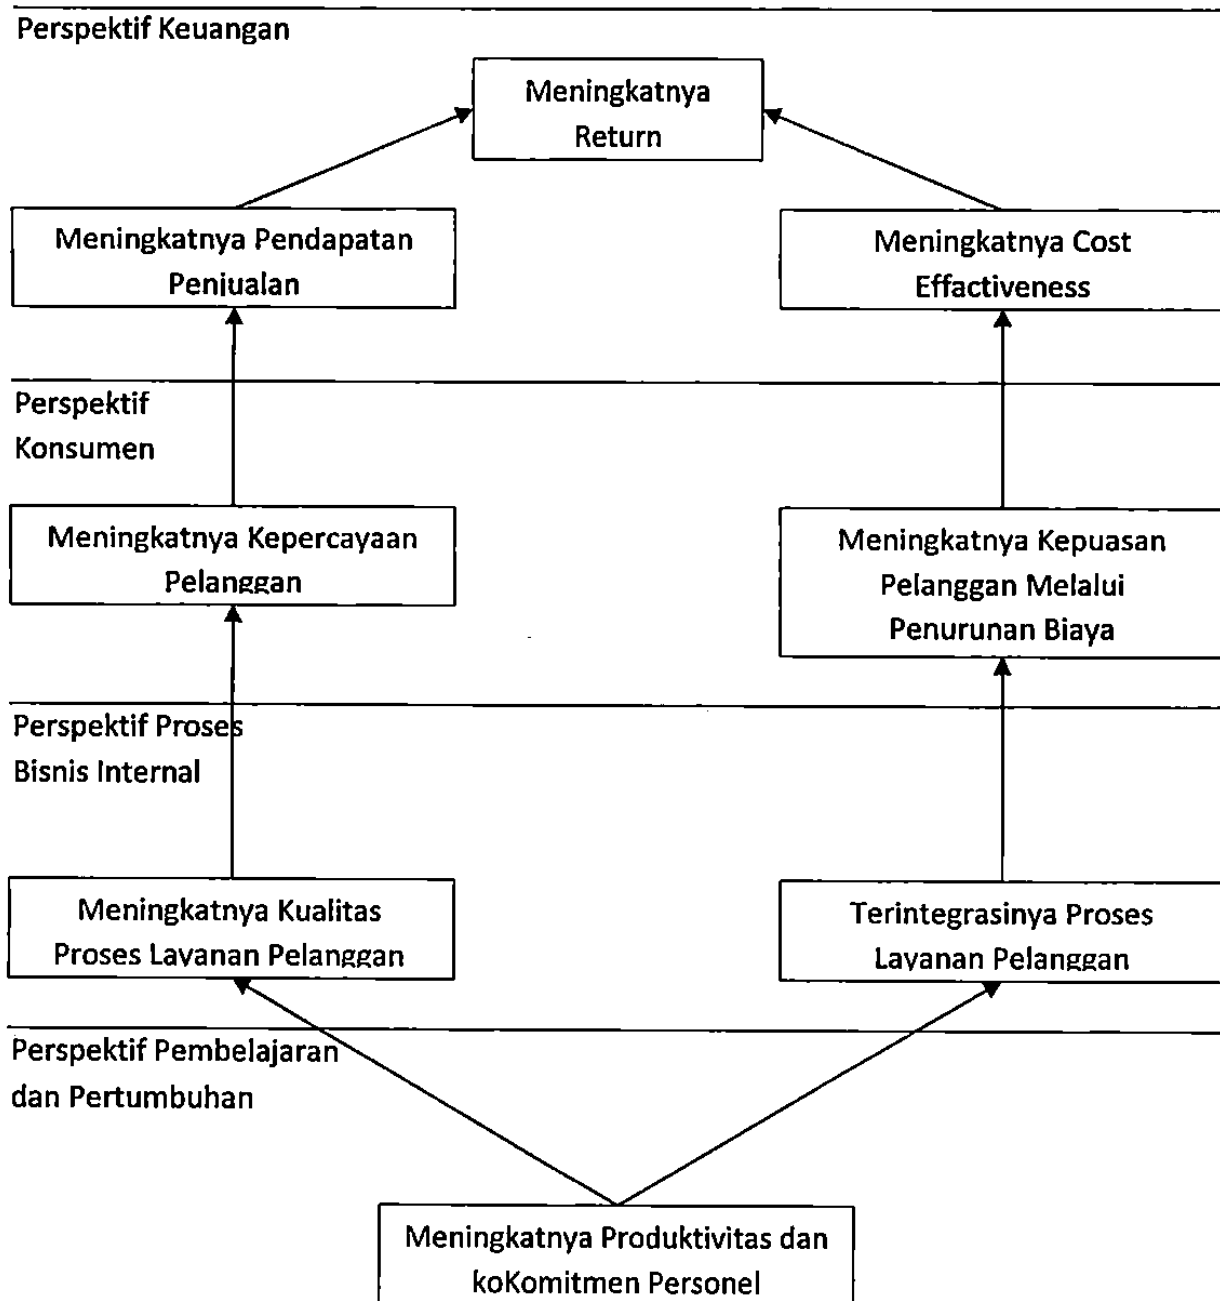 Perspektif Keuangan
Meningkatnya
Return
Meningkatnya Pendapatan
Penjualan
Meningkatnya Cost
Effactiveness
Perspektif
Konsumen
Meningkatnya Kepercayaan
Pelanggan
Meningkatnya Kepuasan
Pelanggan Melalui
Penurunan Biaya
Perspektif Proses
Bisnis Internal
Meningkatnya Kualitas
Proses Layanan Pelanggan
Terintegrasinya Proses
Layanan Pelanggan
Perspektif Pembelajaran
dan Pertumbuhan
Meningkatnya Produktivitas dan
koKomitmen Personel